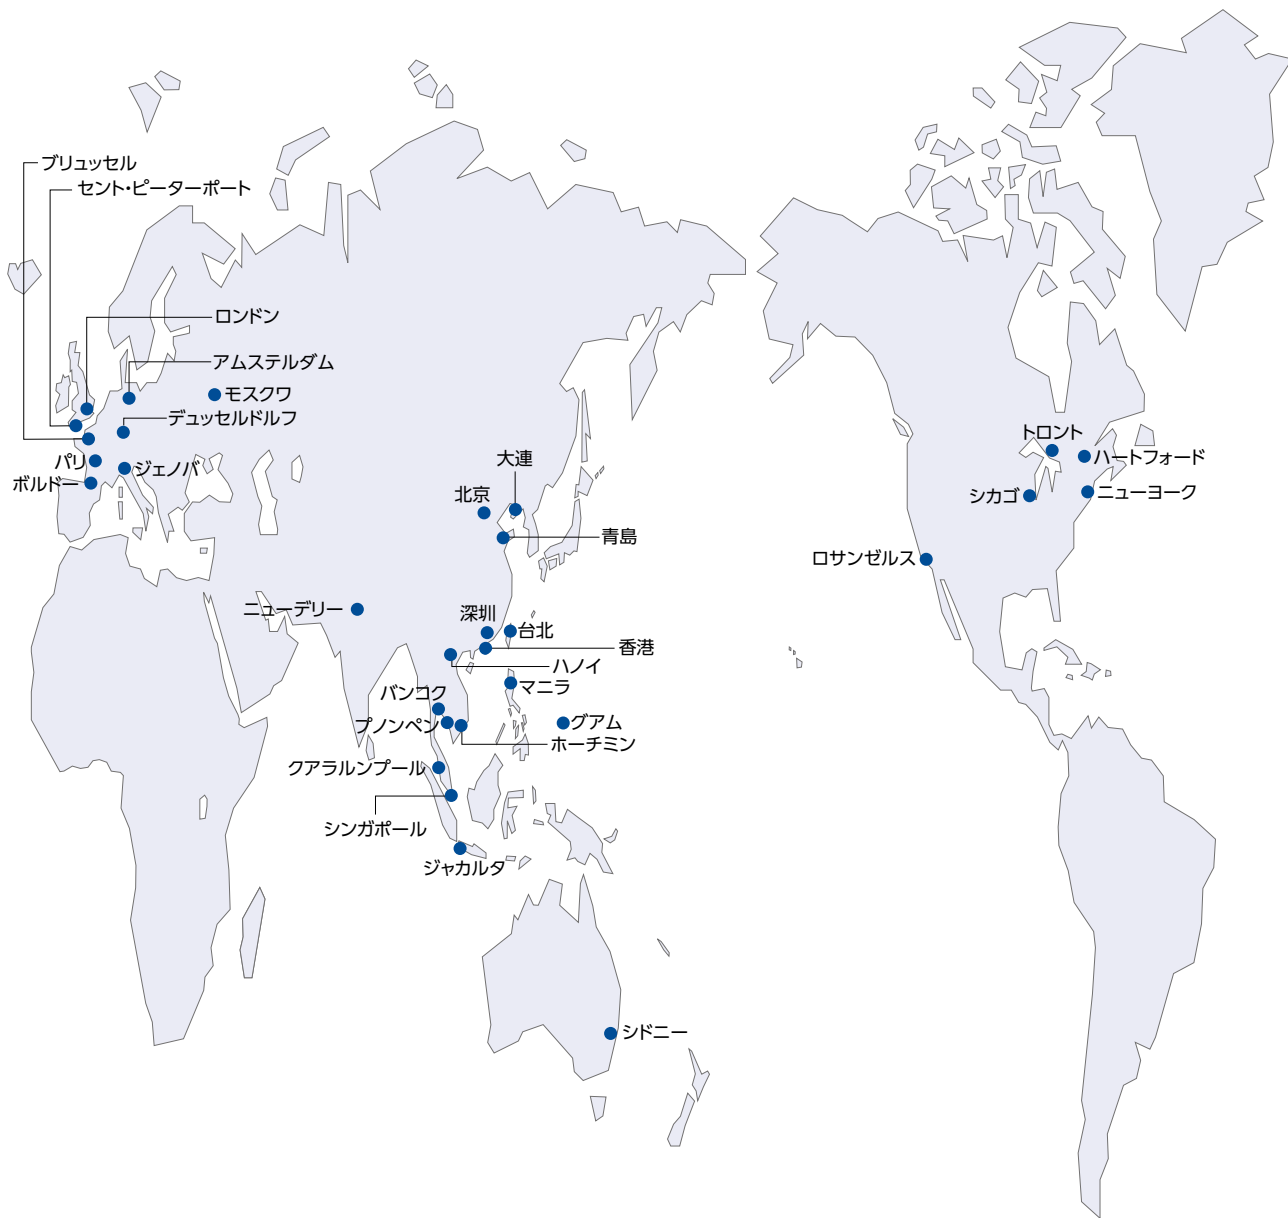 ブリュッセル
セント・ピーターポート
ロンドン
アムステルダム
モスクワ
デュッセルドルフ
パリ
ジェノバ
ボルドー
大連
北京
青島
ニューデリー
深圳
台北
香港
ハノイ
マニラ
バンコク
プノンペン
グアム
ホーチミン
クアラルンプール
シンガポール
ジャカルタ
シドニー
トロント
ハートフォード
シカゴ
ニューヨーク
ロサンゼルス